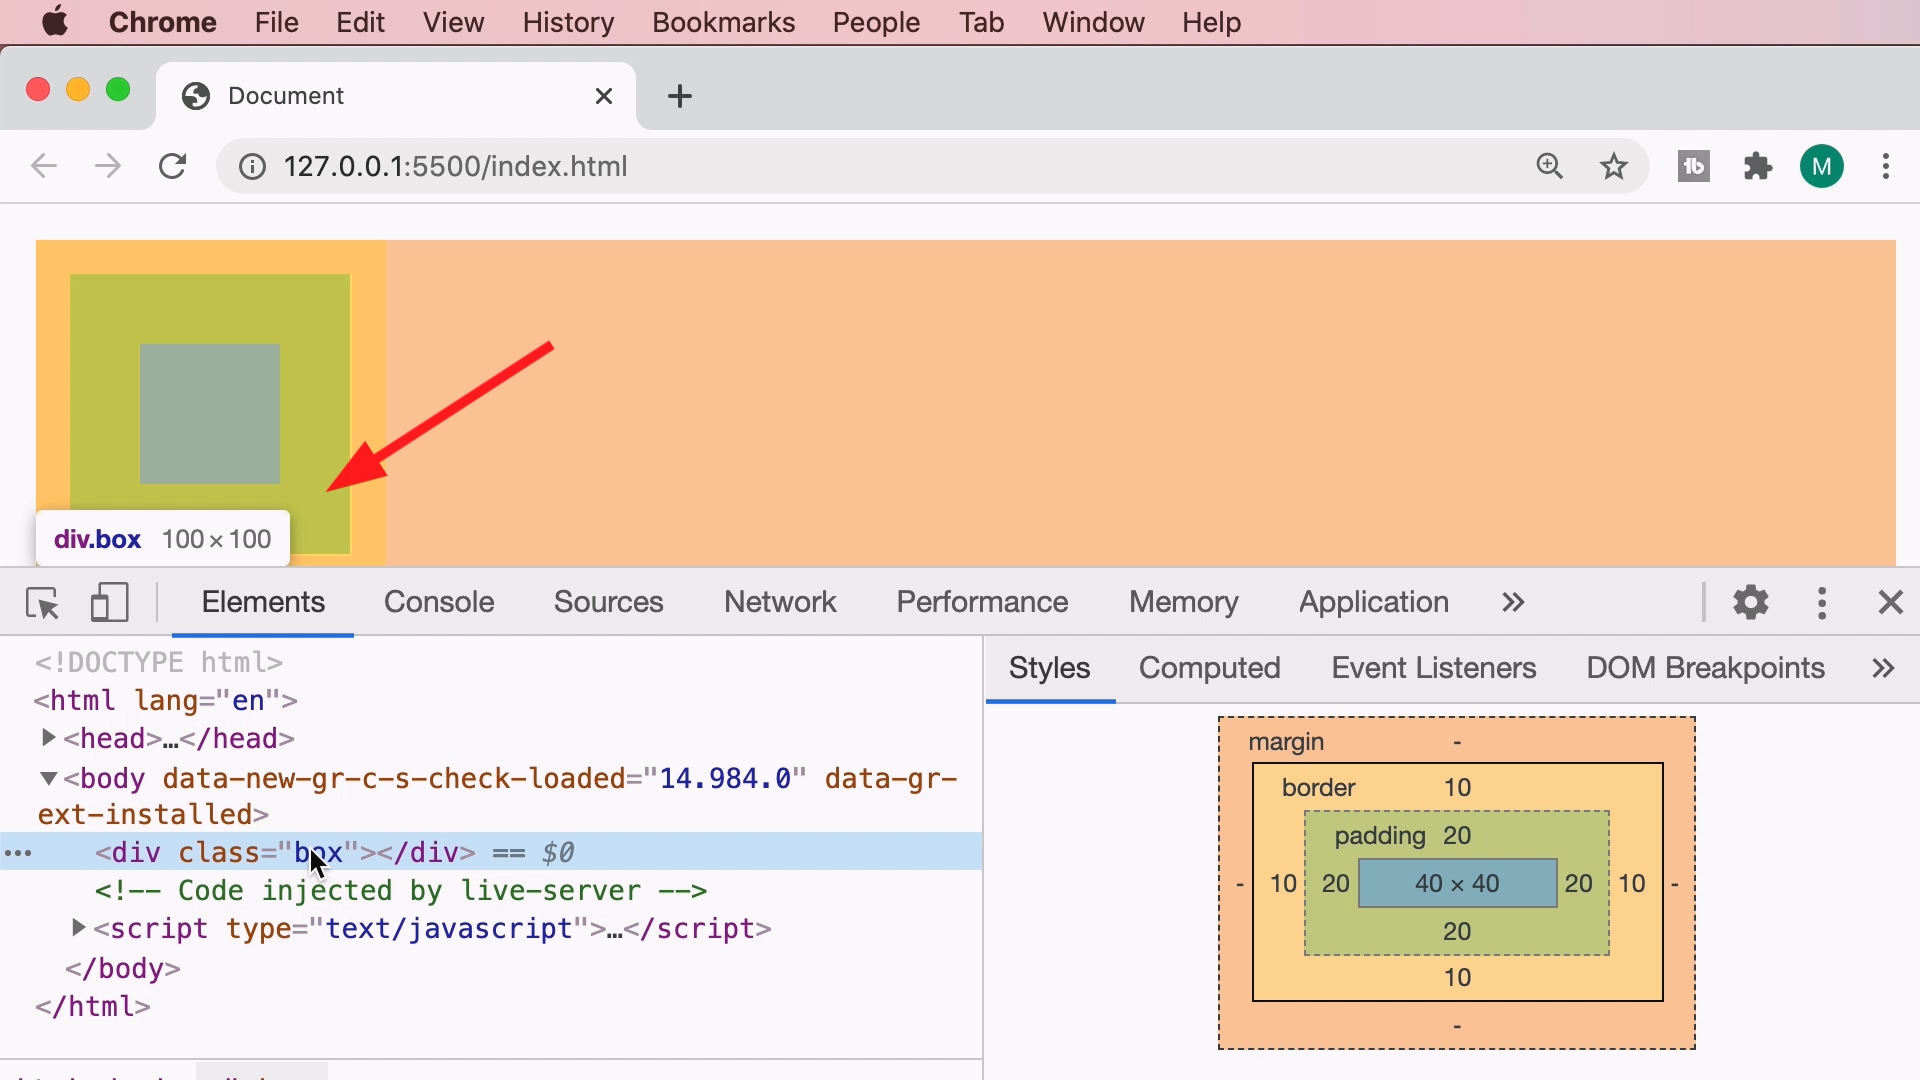 Chrome File Edit View History Bookmarks People Tab Window Help
Document
127.0.0.1:5500/index.html
M
div.box 100×100
Elements Console Sources Network Performance Memory Application »
<!DOCTYPE html>
<html lang="en">
<head>…</head>
<body data-new-gr-c-s-check-loaded="14.984.0" data-gr-
ext-installed>
<div class="box"></div> == $0
<!-- Code injected by live-server -->
<script type="text/javascript">…</script>
</body>
</html>
Styles Computed Event Listeners DOM Breakpoints »
margin -
border 10
padding 20
- 10 20 40 × 40 20 10 -
20
10
-